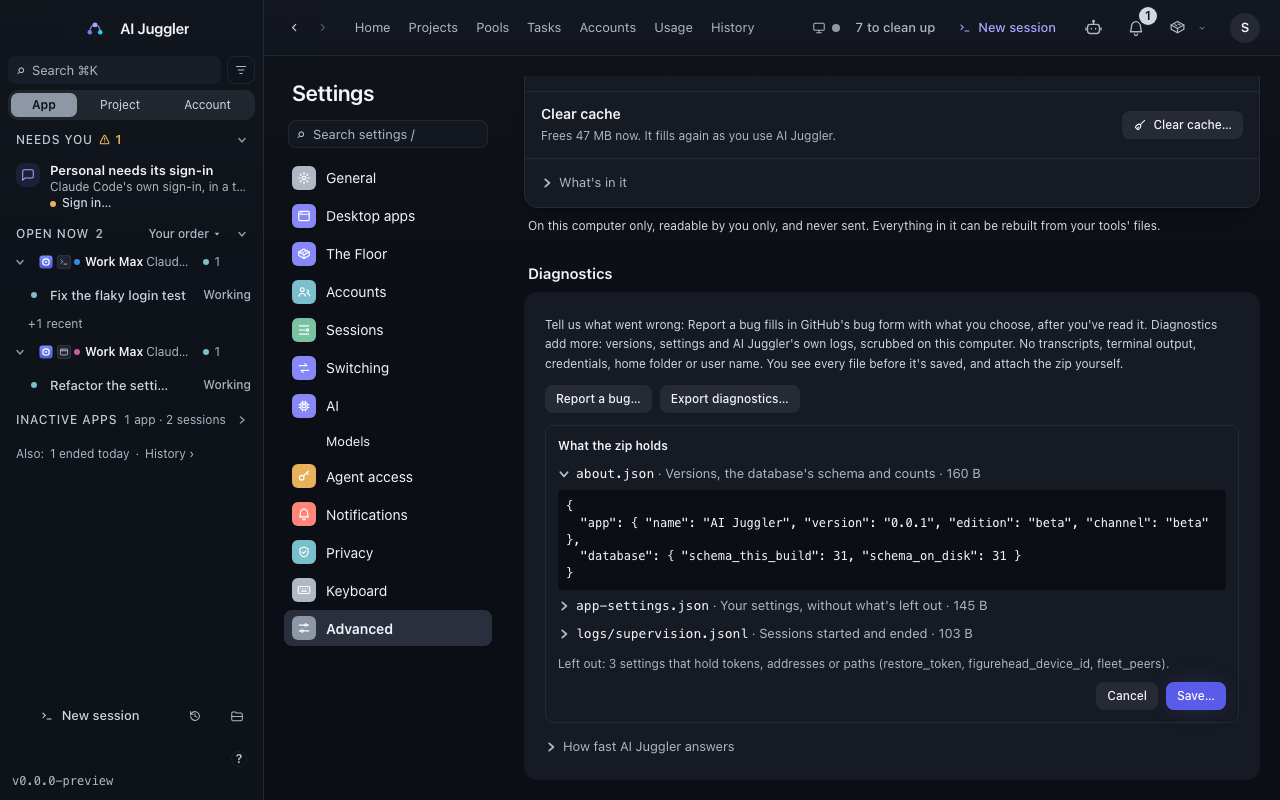 AI Juggler
Search ⌘K
App
Project
Account
NEEDS YOU
1
Personal needs its sign-in
Claude Code's own sign-in, in a t…
Sign in…
OPEN NOW 2
Your order
Work Max Claud…
1
Fix the flaky login test
Working
+1 recent
Work Max Claud…
1
Refactor the setti…
Working
INACTIVE APPS
1 app · 2 sessions
Also: 1 ended today · History ›
New session
?
v0.0.0-preview
Home
Projects
Pools
Tasks
Accounts
Usage
History
7 to clean up
New session
1
S
Settings
Search settings /
General
Desktop apps
The Floor
Accounts
Sessions
Switching
AI
Models
Agent access
Notifications
Privacy
Keyboard
Advanced
Clear cache
Frees 47 MB now. It fills again as you use AI Juggler.
Clear cache…
What's in it
On this computer only, readable by you only, and never sent. Everything in it can be rebuilt from your tools' files.
Diagnostics
Tell us what went wrong: Report a bug fills in GitHub's bug form with what you choose, after you've read it. Diagnostics
add more: versions, settings and AI Juggler's own logs, scrubbed on this computer. No transcripts, terminal output,
credentials, home folder or user name. You see every file before it's saved, and attach the zip yourself.
Report a bug…
Export diagnostics…
What the zip holds
about.json · Versions, the database's schema and counts · 160 B
{
"app": { "name": "AI Juggler", "version": "0.0.1", "edition": "beta", "channel": "beta"
},
"database": { "schema_this_build": 31, "schema_on_disk": 31 }
}
app-settings.json · Your settings, without what's left out · 145 B
logs/supervision.jsonl · Sessions started and ended · 103 B
Left out: 3 settings that hold tokens, addresses or paths (restore_token, figurehead_device_id, fleet_peers).
Cancel
Save…
How fast AI Juggler answers